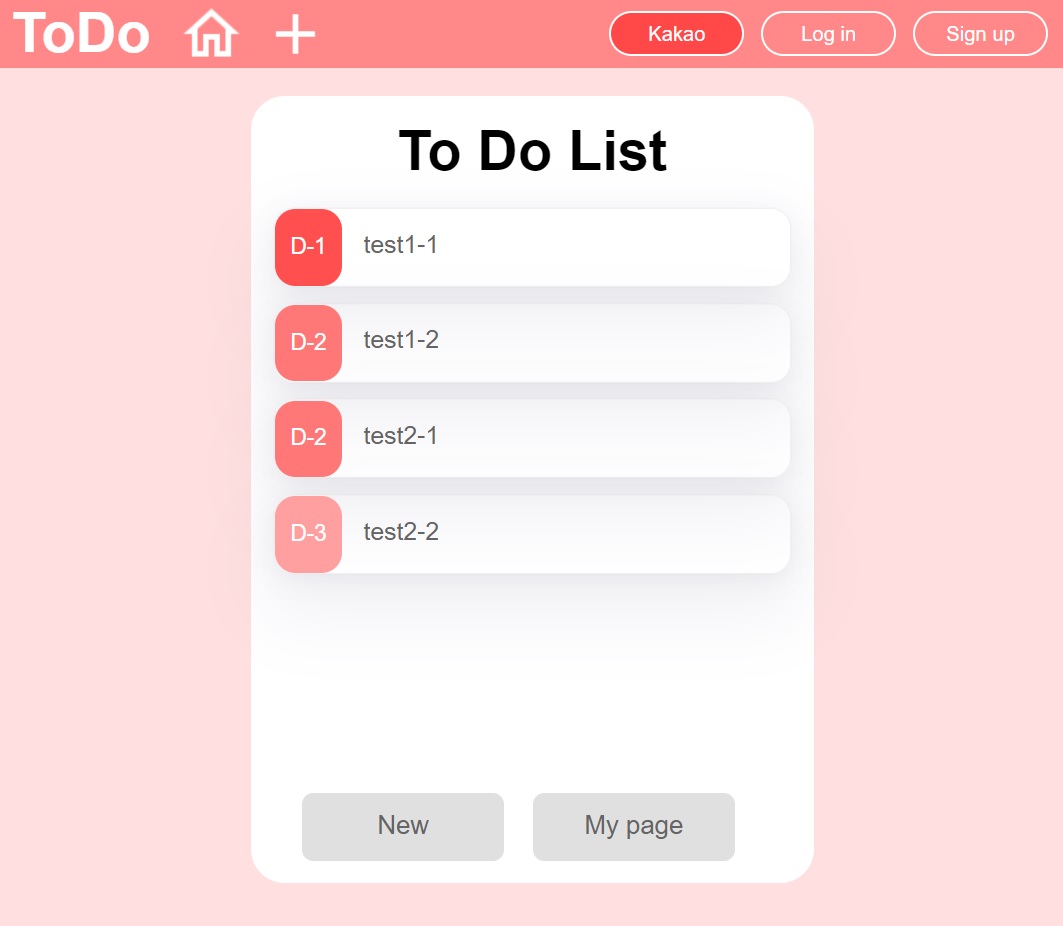 ToDo Kakao Log in Sign up
To Do List
D-1 test1-1
D-2 test1-2
D-2 test2-1
D-3 test2-2
New My page